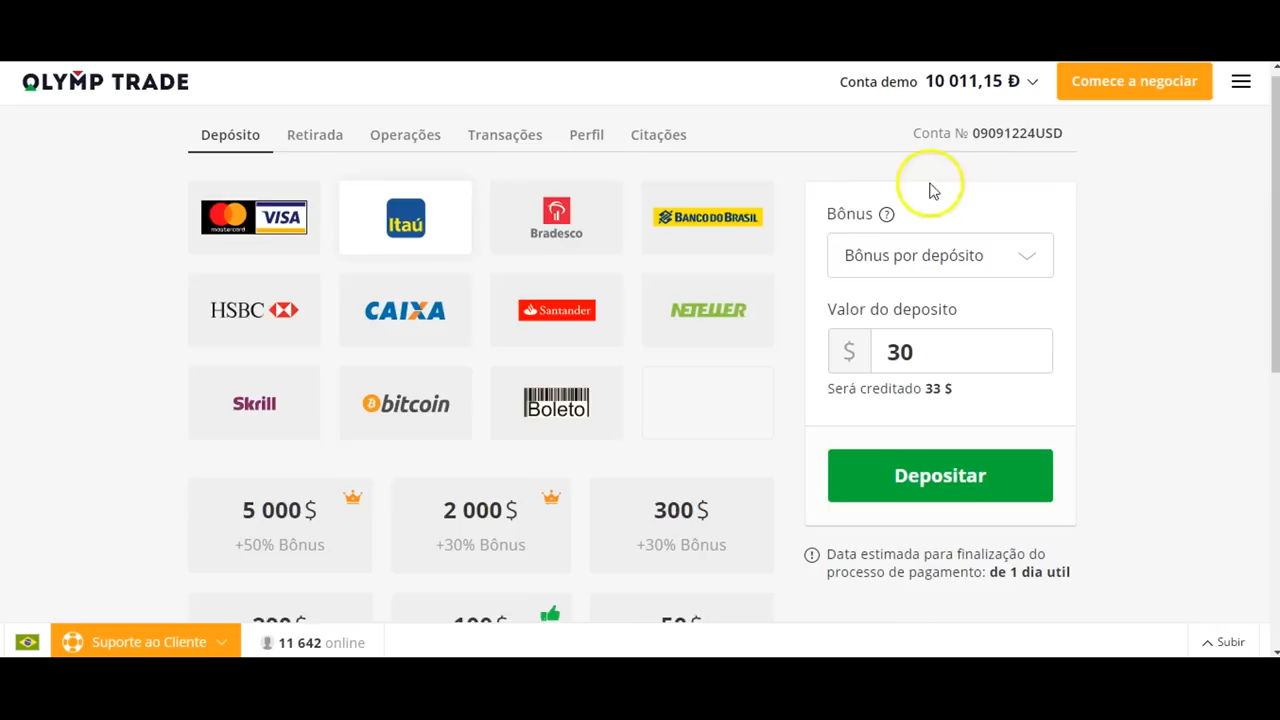 OLYMP TRADE
Conta demo 10 011,15 Ð
Comece a negociar
Depósito Retirada Operações Transações Perfil Citações
Conta № 09091224USD
mastercard VISA
Itaú
Bradesco
BANCO DO BRASIL
HSBC
CAIXA
Santander
NETELLER
Skrill
bitcoin
Boleto
Bônus ?
Bônus por depósito
Valor do deposito
$ 30
Será creditado 33 $
Depositar
Data estimada para finalização do
processo de pagamento: de 1 dia util
5 000 $
+50% Bônus
2 000 $
+30% Bônus
300 $
+30% Bônus
Suporte ao Cliente
11 642 online
Subir